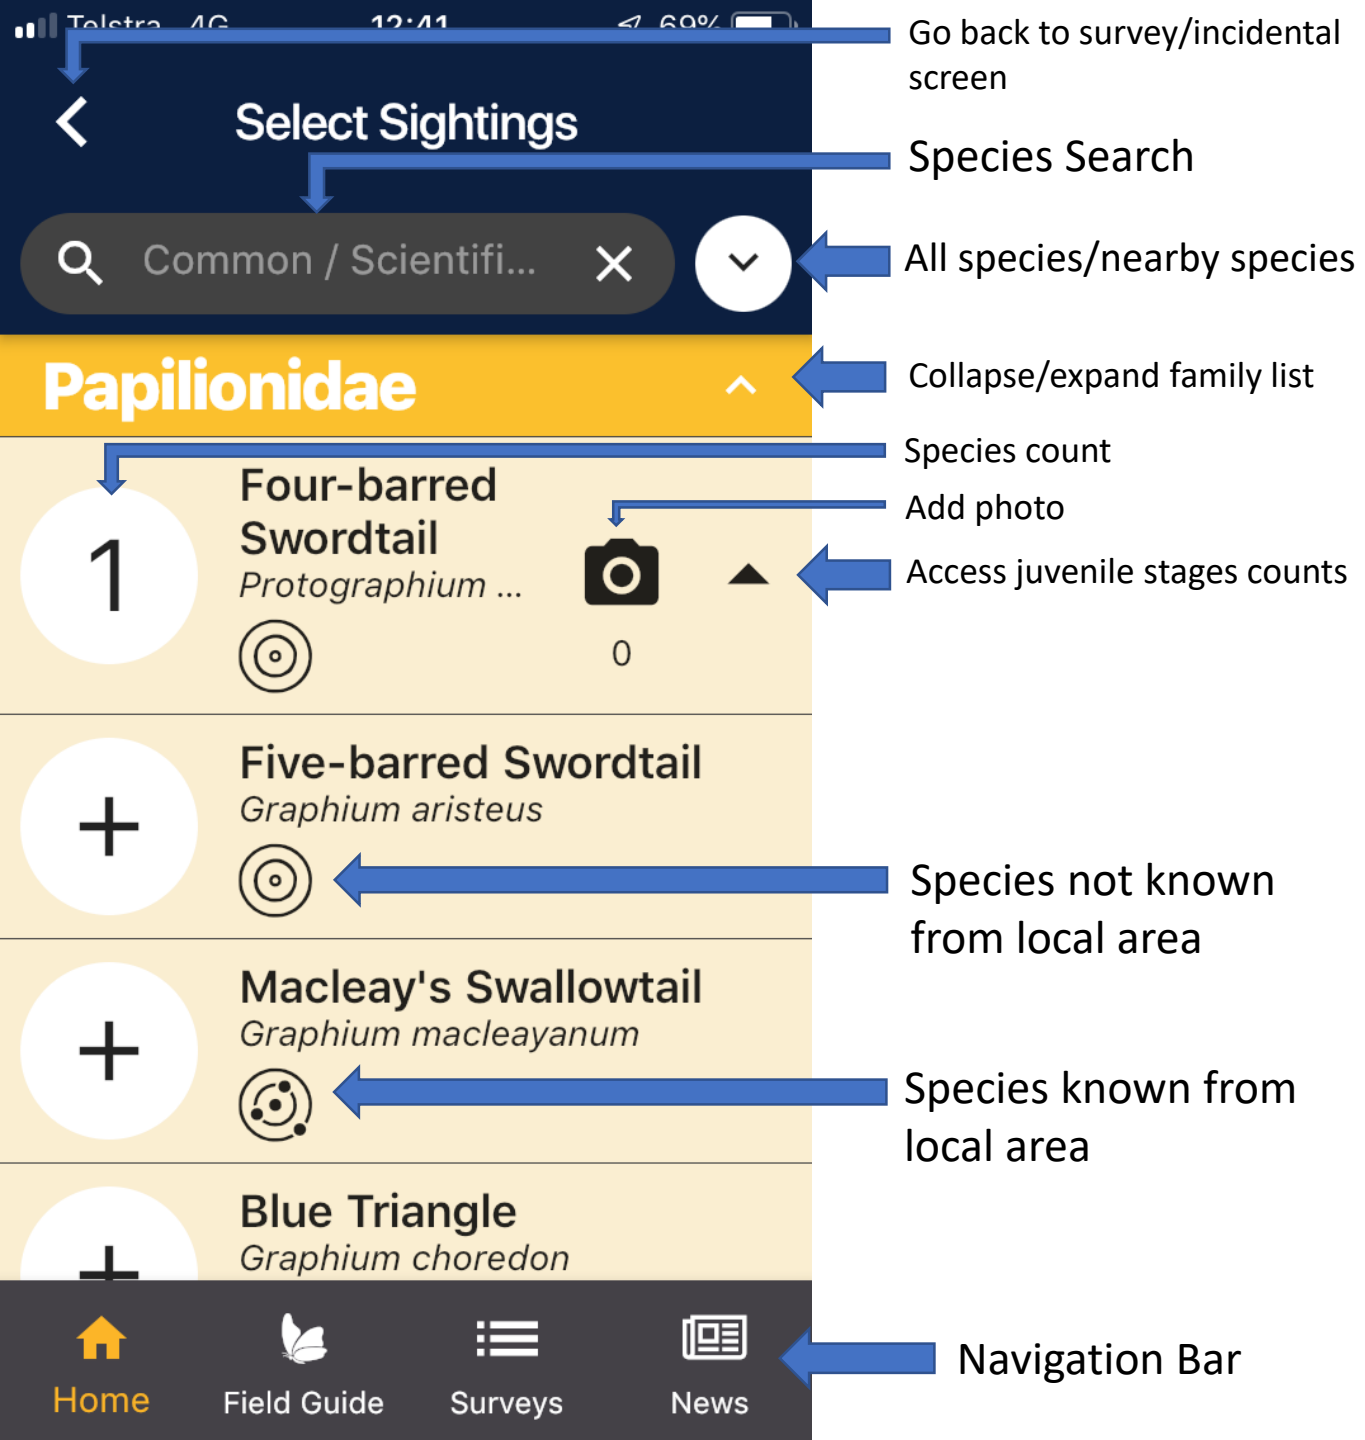 Telstra 4G 12:41 69%
Go back to survey/incidental
screen
Select Sightings
Species Search
Common / Scientifi...
All species/nearby species
Papilionidae
Collapse/expand family list
Species count
Four-barred
Swordtail
Protographium ...
Add photo
1
Access juvenile stages counts
0
Five-barred Swordtail
Graphium aristeus
+
Species not known
from local area
Macleay's Swallowtail
Graphium macleayanum
+
Species known from
local area
Blue Triangle
Graphium choredon
+
Navigation Bar
Home Field Guide Surveys News